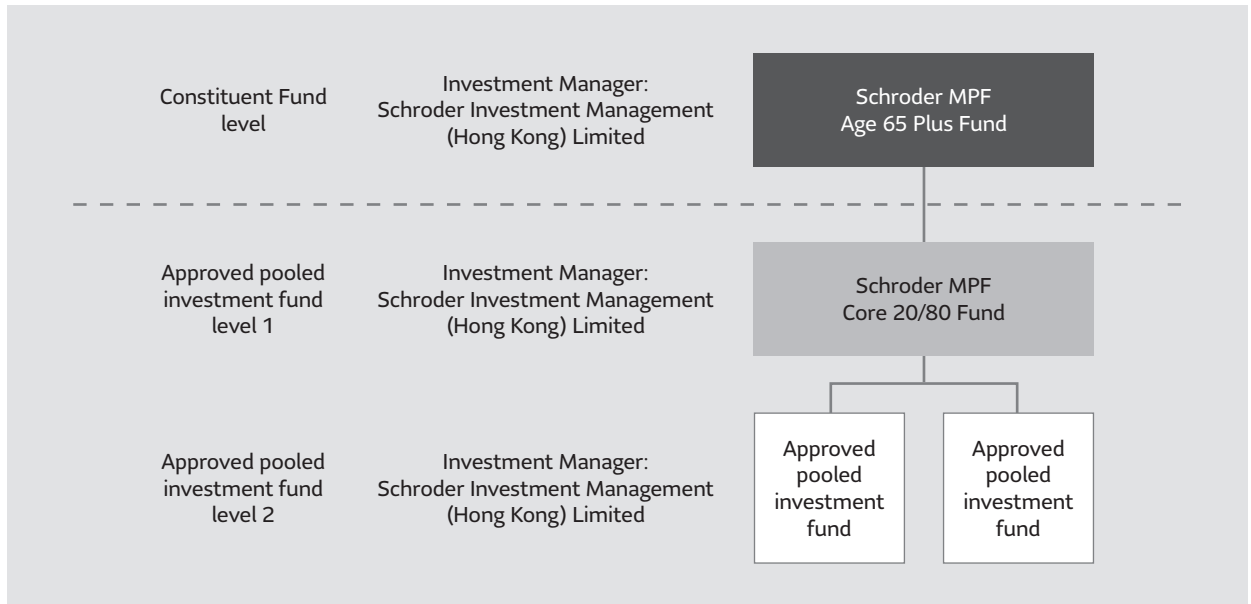 Constituent Fund
level
Investment Manager:
Schroder Investment Management
(Hong Kong) Limited
Schroder MPF
Age 65 Plus Fund
Approved pooled
investment fund
level 1
Investment Manager:
Schroder Investment Management
(Hong Kong) Limited
Schroder MPF
Core 20/80 Fund
Approved pooled
investment fund
level 2
Investment Manager:
Schroder Investment Management
(Hong Kong) Limited
Approved
pooled
investment
fund
Approved
pooled
investment
fund